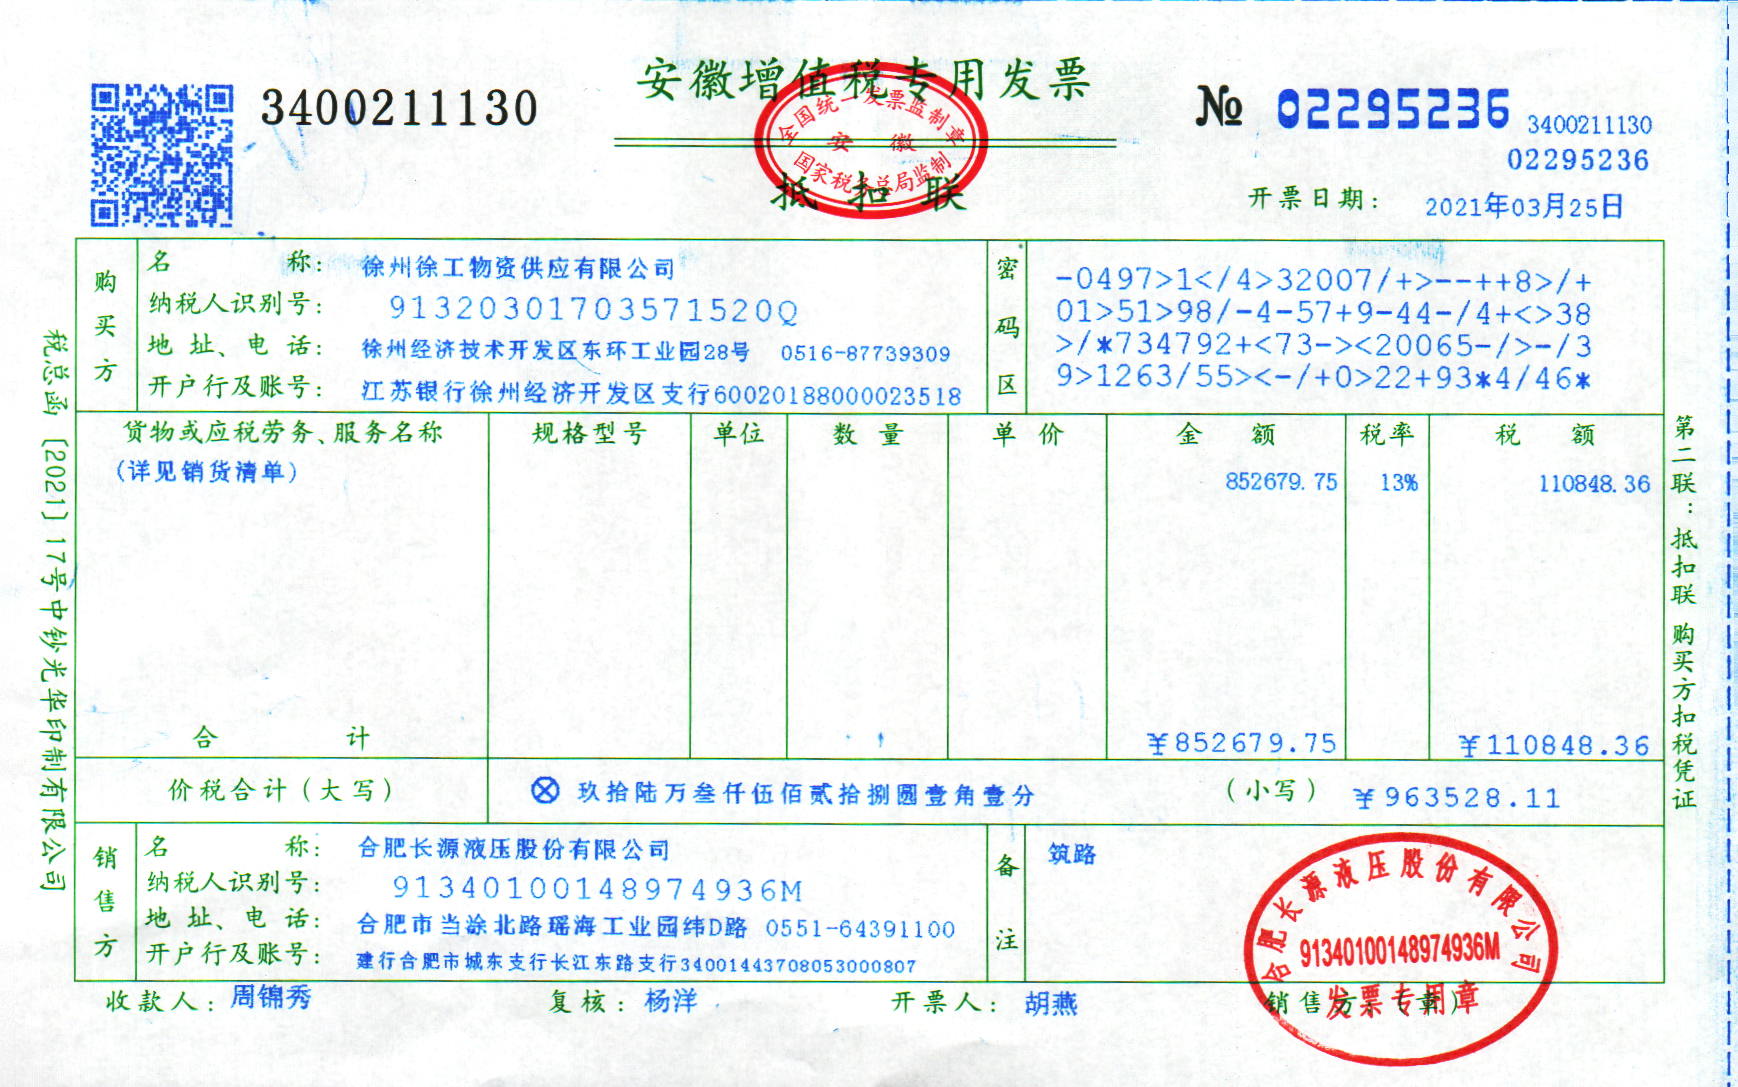 3400211130
安徽增值税专用发票
全国统一发票监制章
安徽
国家税务总局监制
抵扣联
№ 02295236
3400211130
02295236
开票日期： 2021年03月25日
购买方
名称： 徐州徐工物资供应有限公司
纳税人识别号： 91320301703571520Q
地址、电话： 徐州经济技术开发区东环工业园28号 0516-87739309
开户行及账号： 江苏银行徐州经济开发区支行60020188000023518
密码区
-0497>1</4>32007/+>--++8>/+
01>51>98/-4-57+9-44-/4+<>38
>/*734792+<73-><20065-/>-/3
9>1263/55><-/+0>22+93*4/46*
货物或应税劳务、服务名称 规格型号 单位 数量 单价 金额 税率 税额
(详见销货清单) 852679.75 13% 110848.36
合计 ￥852679.75 ￥110848.36
价税合计（大写） ⊗ 玖拾陆万叁仟伍佰贰拾捌圆壹角壹分 （小写） ￥963528.11
销售方
名称： 合肥长源液压股份有限公司
纳税人识别号： 91340100148974936M
地址、电话： 合肥市当涂北路瑶海工业园纬D路 0551-64391100
开户行及账号： 建行合肥市城东支行长江东路支行34001443708053000807
备注
筑路
收款人： 周锦秀 复核： 杨洋 开票人： 胡燕 销售方：（章）
合肥长源液压股份有限公司
91340100148974936M
发票专用章
税总函［2021］17号中钞光华印制有限公司
第二联：抵扣联 购买方扣税凭证